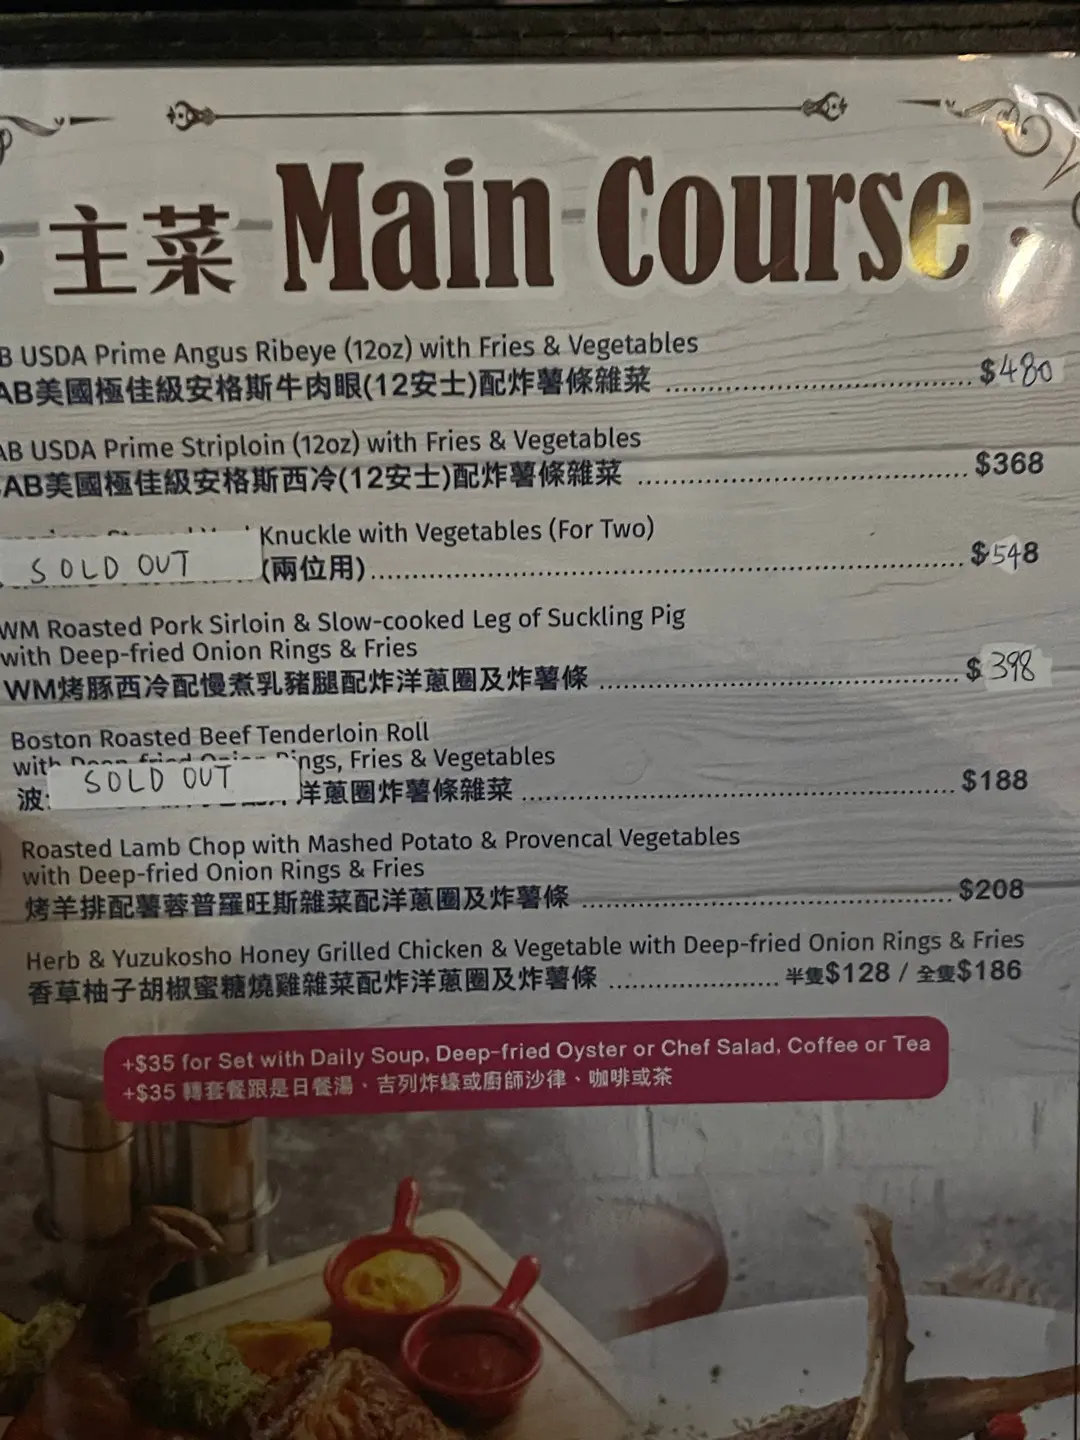 主菜 Main Course
B USDA Prime Angus Ribeye (12oz) with Fries & Vegetables
AB美國極佳級安格斯牛肉眼(12安士)配炸薯條雜菜 ........ $480
AB USDA Prime Striploin (12oz) with Fries & Vegetables
AB美國極佳級安格斯西冷(12安士)配炸薯條雜菜 ........ $368
Knuckle with Vegetables (For Two)
SOLD OUT (兩位用) ........ $548
WM Roasted Pork Sirloin & Slow-cooked Leg of Suckling Pig
with Deep-fried Onion Rings & Fries
WM烤豚西冷配慢煮乳豬腿配炸洋蔥圈及炸薯條 ........ $398
Boston Roasted Beef Tenderloin Roll
with Deep-fried Onion Rings, Fries & Vegetables
波 SOLD OUT 洋蔥圈炸薯條雜菜 ........ $188
Roasted Lamb Chop with Mashed Potato & Provencal Vegetables
with Deep-fried Onion Rings & Fries
烤羊排配薯蓉普羅旺斯雜菜配洋蔥圈及炸薯條 ........ $208
Herb & Yuzukosho Honey Grilled Chicken & Vegetable with Deep-fried Onion Rings & Fries
香草柚子胡椒蜜糖燒雞雜菜配炸洋蔥圈及炸薯條 ........ 半隻$128 / 全隻$186
+$35 for Set with Daily Soup, Deep-fried Oyster or Chef Salad, Coffee or Tea
+$35 轉套餐跟是日餐湯、吉列炸蠔或廚師沙律、咖啡或茶